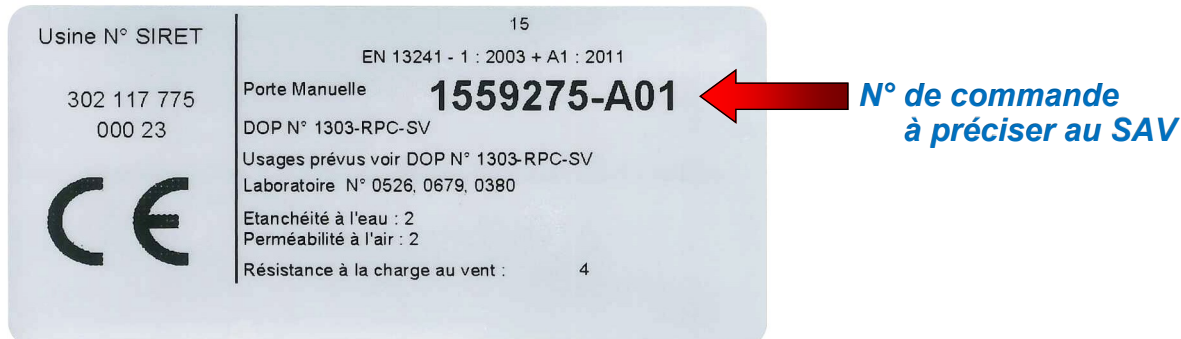 Usine N° SIRET
302 117 775
000 23
CE
15
EN 13241 - 1 : 2003 + A1 : 2011
Porte Manuelle 1559275-A01
DOP N° 1303-RPC-SV
Usages prévus voir DOP N° 1303-RPC-SV
Laboratoire N° 0526, 0679, 0380
Etanchéité à l'eau : 2
Perméabilité à l'air : 2
Résistance à la charge au vent : 4
N° de commande
à préciser au SAV